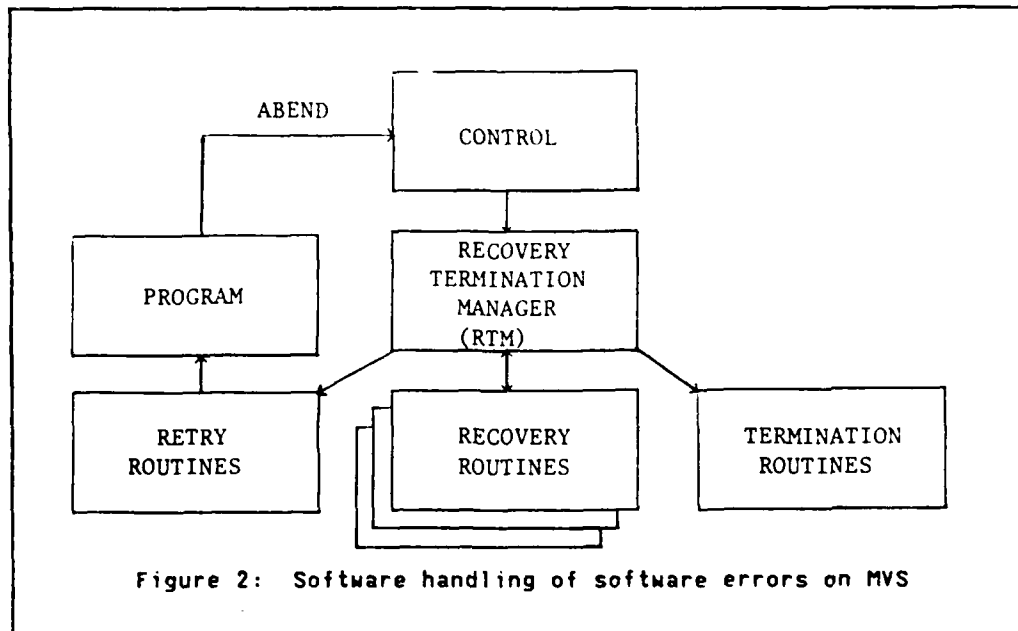 ABEND
CONTROL
PROGRAM
RECOVERY
TERMINATION
MANAGER
(RTM)
RETRY
ROUTINES
RECOVERY
ROUTINES
TERMINATION
ROUTINES
Figure 2: Software handling of software errors on MVS